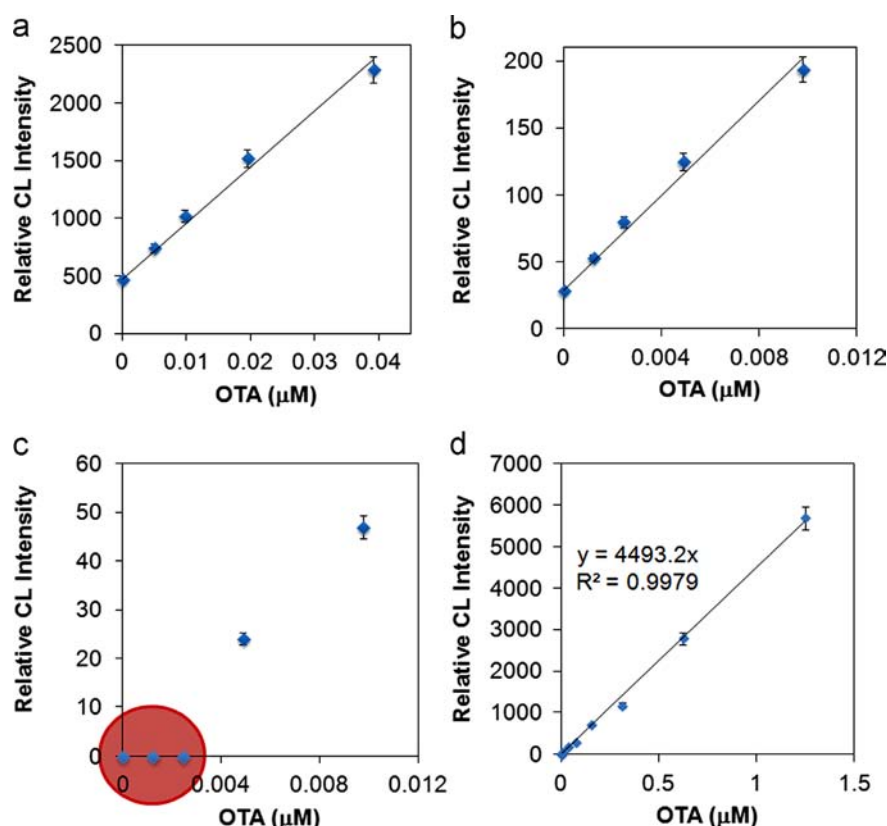 a
Relative CL Intensity
2500
2000
1500
1000
500
0
0 0.01 0.02 0.03 0.04
OTA (μM)
b
Relative CL Intensity
200
150
100
50
0
0 0.004 0.008 0.012
OTA (μM)
c
Relative CL Intensity
60
50
40
30
20
10
0
0 0.004 0.008 0.012
OTA (μM)
d
Relative CL Intensity
7000
6000
5000
4000
3000
2000
1000
0
y = 4493.2x
R² = 0.9979
0 0.5 1 1.5
OTA (μM)